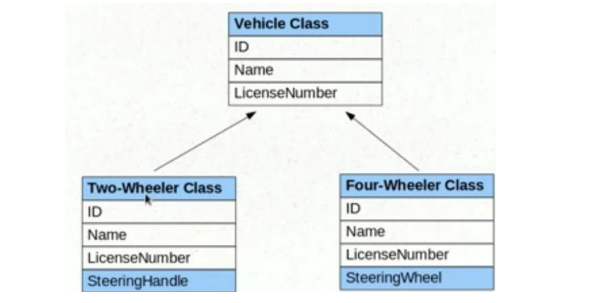 Vehicle Class
ID
Name
LicenseNumber
Two-Wheeler Class
ID
Name
LicenseNumber
SteeringHandle
Four-Wheeler Class
ID
Name
LicenseNumber
SteeringWheel